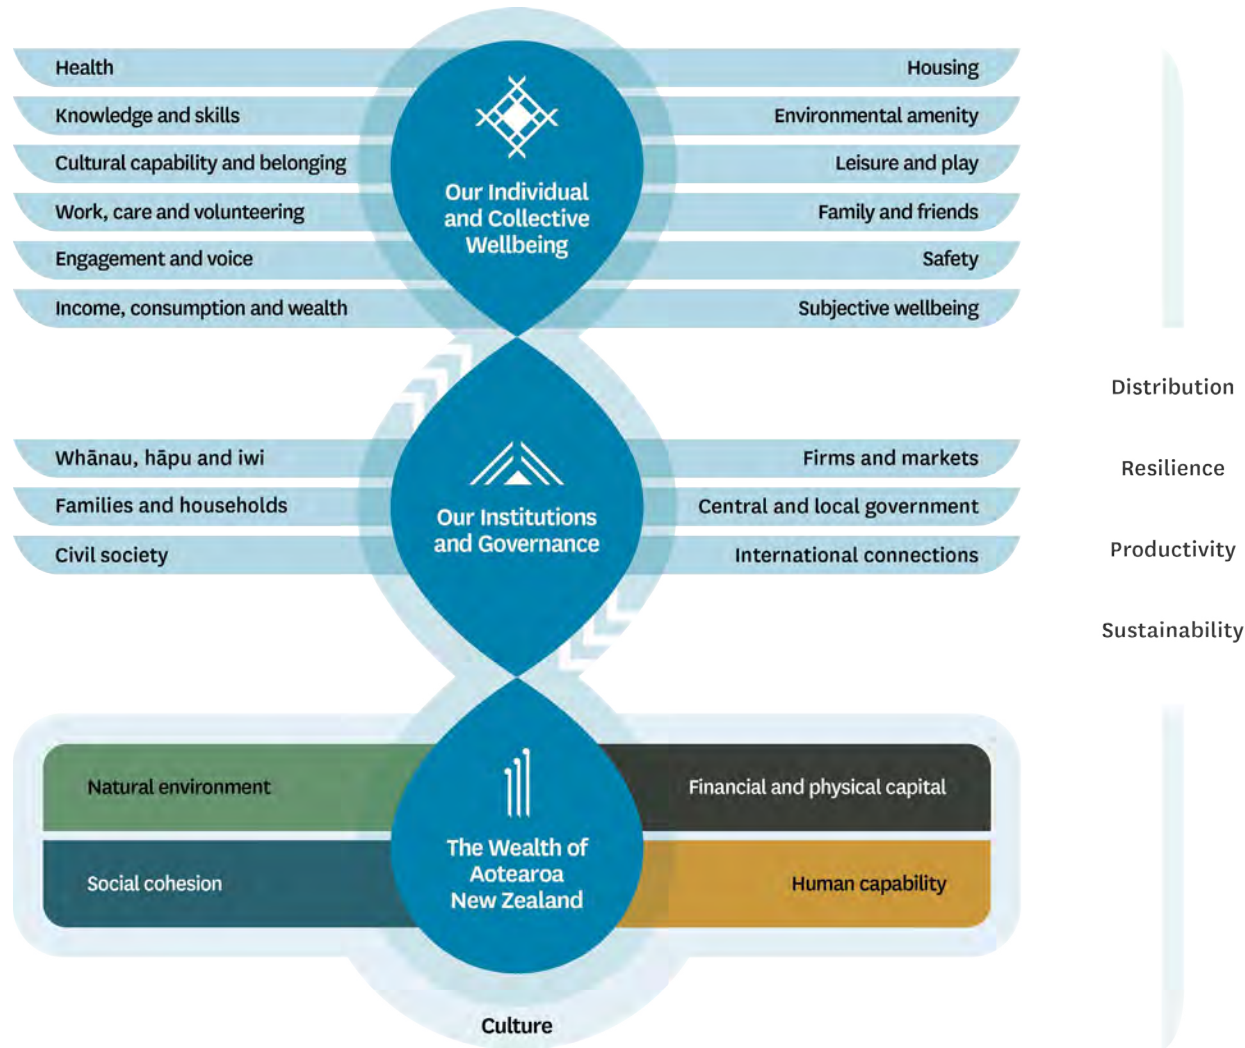 Health
Housing
Knowledge and skills
Environmental amenity
Cultural capability and belonging
Leisure and play
Work, care and volunteering
Family and friends
Engagement and voice
Safety
Income, consumption and wealth
Subjective wellbeing
Our Individual
and Collective
Wellbeing
Whānau, hāpu and iwi
Firms and markets
Families and households
Central and local government
Civil society
International connections
Our Institutions
and Governance
Natural environment
Financial and physical capital
Social cohesion
Human capability
The Wealth of
Aotearoa
New Zealand
Culture
Distribution
Resilience
Productivity
Sustainability